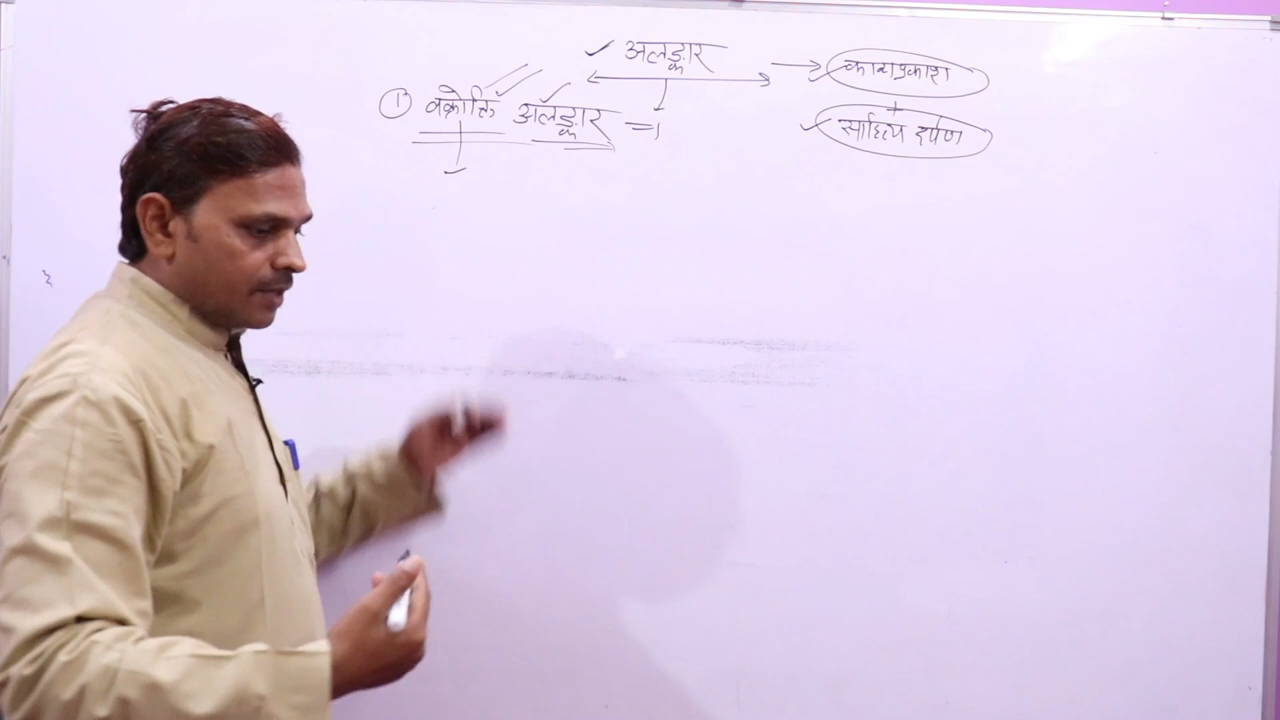 अलङ्कार
काव्यप्रकाश
+
① वक्रोक्ति अलङ्कार =
साहित्य दर्पण